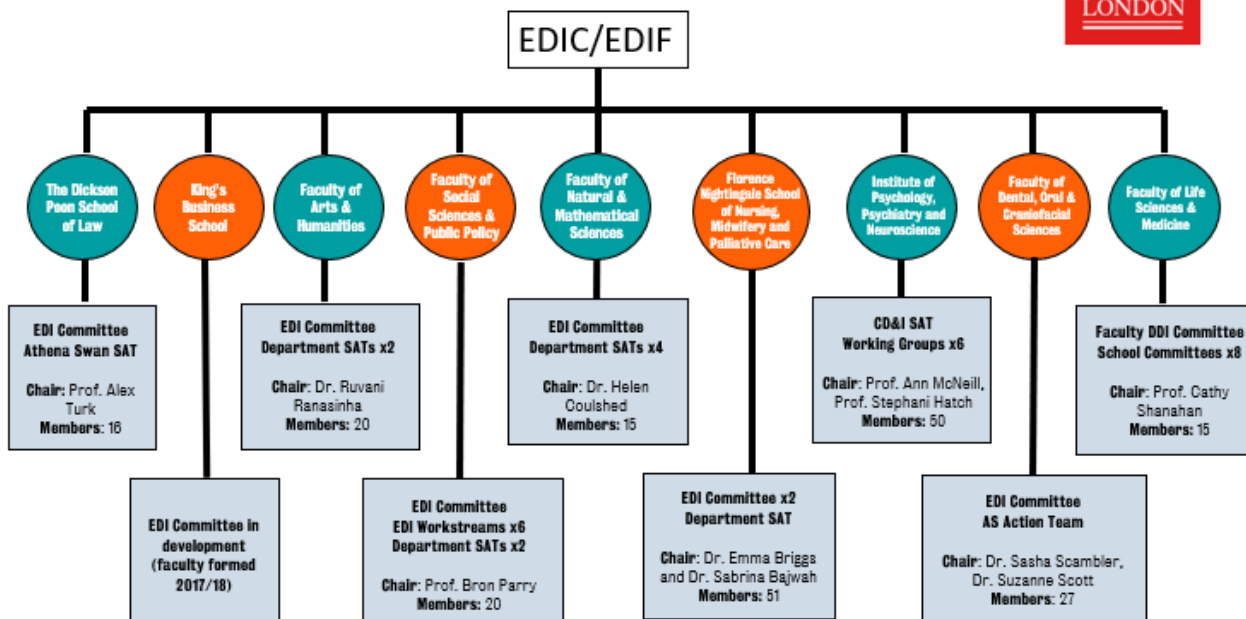 LONDON
EDIC/EDIF
The Dickson
Poon School
of Law
King's
Business
School
Faculty of
Arts &
Humanities
Faculty of
Social
Sciences &
Public Policy
Faculty of
Natural &
Mathematical
Sciences
Florence
Nightingale School
of Nursing,
Midwifery and
Palliative Care
Institute of
Psychology,
Psychiatry and
Neuroscience
Faculty of
Dental, Oral &
Craniofacial
Sciences
Faculty of Life
Sciences &
Medicine
EDI Committee
Athena Swan SAT
Chair: Prof. Alex
Turk
Members: 16
EDI Committee in
development
(faculty formed
2017/18)
EDI Committee
Department SATs x2
Chair: Dr. Ruvani
Ranasinha
Members: 20
EDI Committee
EDI Workstreams x6
Department SATs x2
Chair: Prof. Bron Parry
Members: 20
EDI Committee
Department SATs x4
Chair: Dr. Helen
Coulshed
Members: 15
EDI Committee x2
Department SAT
Chair: Dr. Emma Briggs
and Dr. Sabrina Bajwah
Members: 51
CD&I SAT
Working Groups x6
Chair: Prof. Ann McNeill,
Prof. Stephani Hatch
Members: 50
EDI Committee
AS Action Team
Chair: Dr. Sasha Scambler,
Dr. Suzanne Scott
Members: 27
Faculty DDI Committee
School Committees x8
Chair: Prof. Cathy
Shanahan
Members: 15